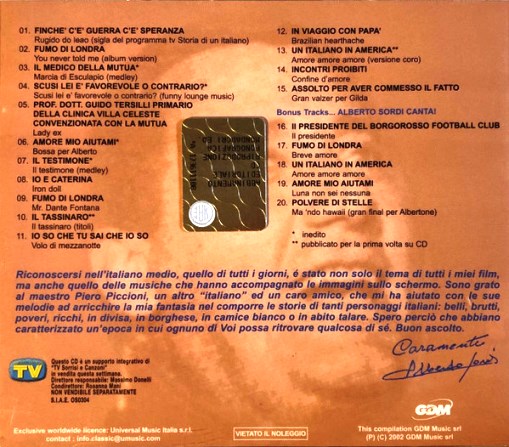 01. FINCHE' C'E' GUERRA C'E' SPERANZA
Rugido do leao (sigla del programma tv Storia di un italiano)
02. FUMO DI LONDRA
You never told me (album version)
03. IL MEDICO DELLA MUTUA*
Marcia di Esculapio (medley)
04. SCUSI LEI E' FAVOREVOLE O CONTRARIO?*
Scusi lei e' favorevole o contrario? (funny lounge music)
05. PROF. DOTT. GUIDO TERSILLI PRIMARIO
DELLA CLINICA VILLA CELESTE
CONVENZIONATA CON LA MUTUA
Lady ex
06. AMORE MIO AIUTAMI*
Bossa per Alberto
07. IL TESTIMONE*
Il testimone (medley)
08. IO E CATERINA
Iron doll
09. FUMO DI LONDRA
Mr. Dante Fontana
10. IL TASSINARO**
Il tassinaro (titoli)
11. IO SO CHE TU SAI CHE IO SO
Volo di mezzanotte
12. IN VIAGGIO CON PAPA'
Brazilian hearthache
13. UN ITALIANO IN AMERICA**
Amore amore amore (versione coro)
14. INCONTRI PROIBITI
Confine d'amore
15. ASSOLTO PER AVER COMMESSO IL FATTO
Gran valzer per Gilda
Bonus Tracks... ALBERTO SORDI CANTA!
16. Il PRESIDENTE DEL BORGOROSSO FOOTBALL CLUB
Il presidente
17. FUMO DI LONDRA
Breve amore
18. UN ITALIANO IN AMERICA
Amore amore amore
19. AMORE MIO AIUTAMI
Luna non sei nessuna
20. POLVERE DI STELLE
Ma 'ndo hawaii (gran final per Albertone)
* inedito
** pubblicato per la prima volta su CD
Riconoscersi nell'italiano medio, quello di tutti i giorni, é stato non solo il tema di tutti i miei film,
ma anche quello delle musiche che hanno accompagnato le immagini sullo schermo. Sono grato
al maestro Piero Piccioni, un altro "italiano" ed un caro amico, che mi ha aiutato con le sue
melodie ad arricchire la mia fantasia nel comporre le storie di tanti personaggi italiani: belli, brutti,
poveri, ricchi, in divisa, in borghese, in camice bianco o in abito talare. Spero perciò che abbiano
caratterizzato un'epoca in cui ognuno di Voi possa ritrovare qualcosa di sé. Buon ascolto.
Caramente
Alberto Sordi
TV
Questo CD è un supporto integrativo di
"TV Sorrisi e Canzoni"
in vendita questa settimana.
Direttore responsabile: Massimo Donelli
Condirettore: Rosanna Mani
NON VENDIBILE SEPARATAMENTE
S.I.A.E. OS0304
GDM
Exclusive worldwide licence: Universal Music Italia s.r.l.
contact : info.classic@umusic.com
VIETATO IL NOLEGGIO
This compilation GDM Music srl
(P) (C) 2002 GDM Music srl